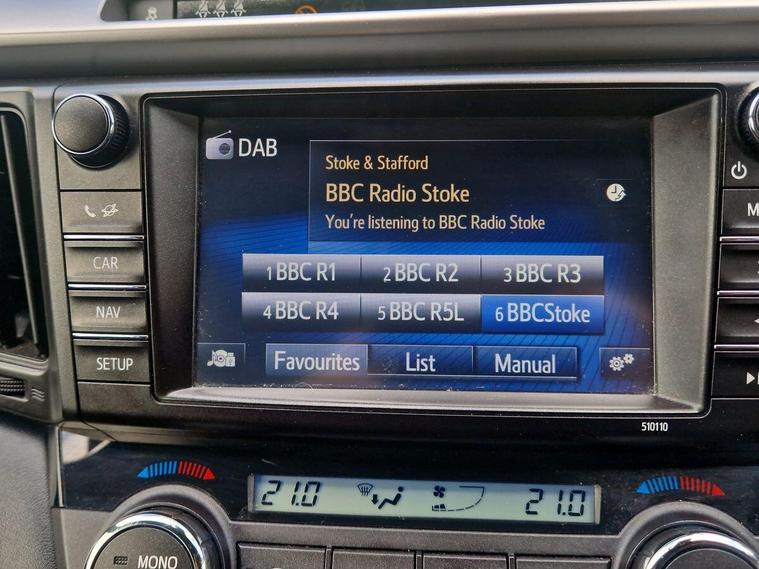 DAB
Stoke & Stafford
BBC Radio Stoke
You're listening to BBC Radio Stoke
1 BBC R1 2 BBC R2 3 BBC R3
4 BBC R4 5 BBC R5L 6 BBCStoke
Favourites List Manual
CAR
NAV
SETUP
510110
21.0 21.0
MONO